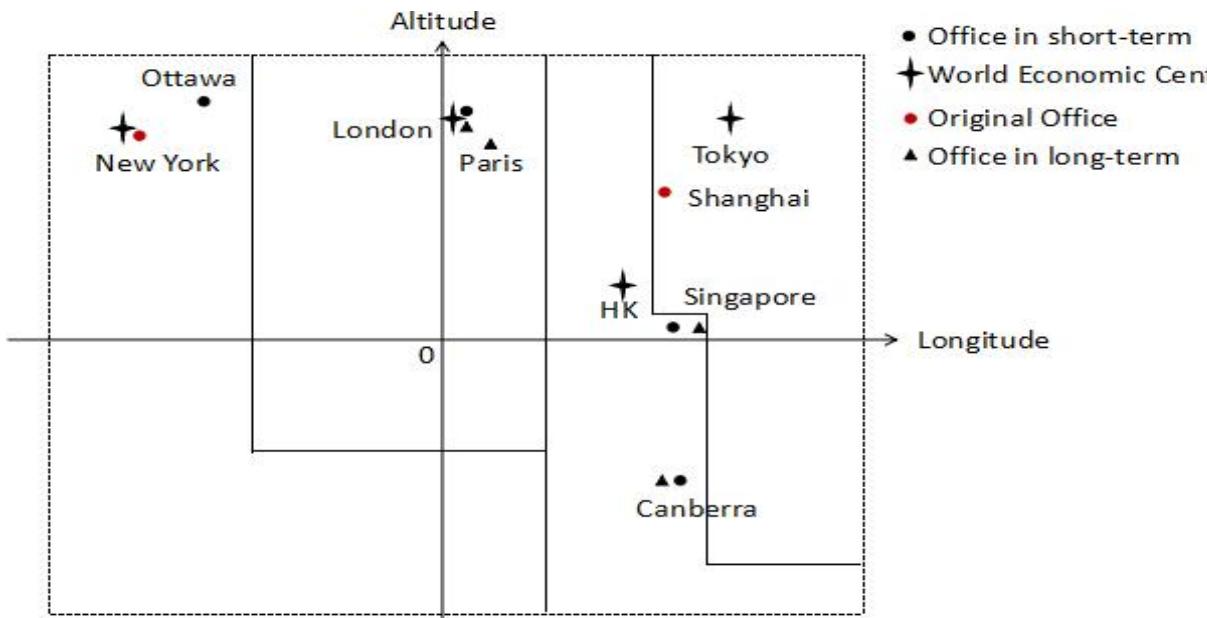 Altitude
Office in short-term
World Economic Cent
Original Office
Office in long-term
Ottawa
London
New York
Paris
Tokyo
Shanghai
HK
Singapore
0
Longitude
Canberra